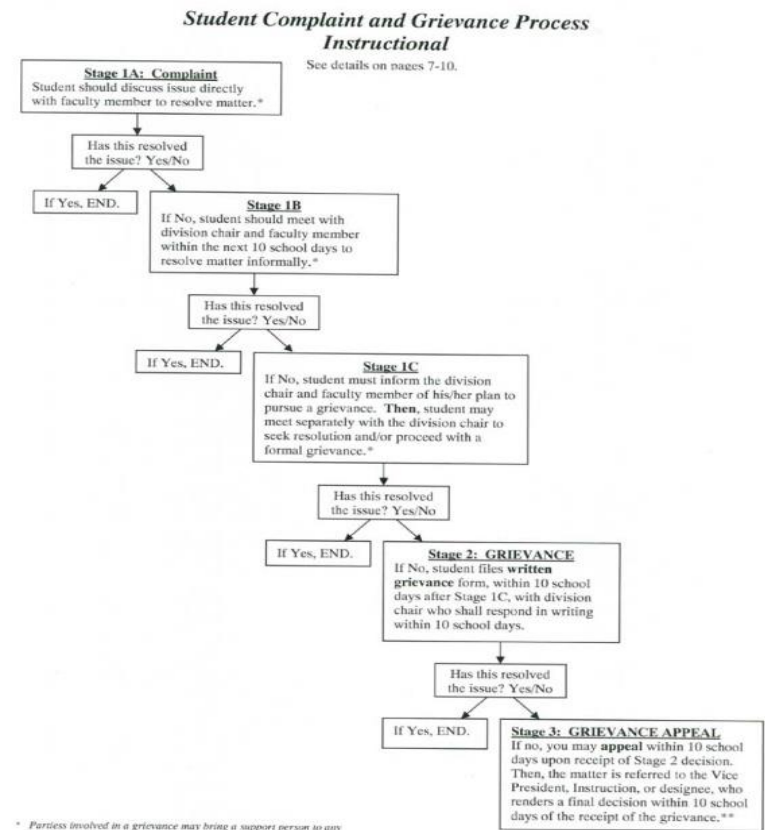 Student Complaint and Grievance Process
Instructional
See details on pages 7-10.
Stage 1A: Complaint
Student should discuss issue directly
with faculty member to resolve matter.*
Has this resolved
the issue? Yes/No
If Yes, END.
Stage 1B
If No, student should meet with
division chair and faculty member
within the next 10 school days to
resolve matter informally.*
Has this resolved
the issue? Yes/No
If Yes, END.
Stage 1C
If No, student must inform the division
chair and faculty member of his/her plan to
pursue a grievance. Then, student may
meet separately with the division chair to
seek resolution and/or proceed with a
formal grievance.*
Has this resolved
the issue? Yes/No
If Yes, END.
Stage 2: GRIEVANCE
If No, student files written
grievance form, within 10 school
days after Stage 1C, with division
chair who shall respond in writing
within 10 school days.
Has this resolved
the issue? Yes/No
If Yes, END.
Stage 3: GRIEVANCE APPEAL
If no, you may appeal within 10 school
days upon receipt of Stage 2 decision.
Then, the matter is referred to the Vice
President, Instruction, or designee, who
renders a final decision within 10 school
days of the receipt of the grievance.**
* Partiess involved in a grievance may bring a support person to any